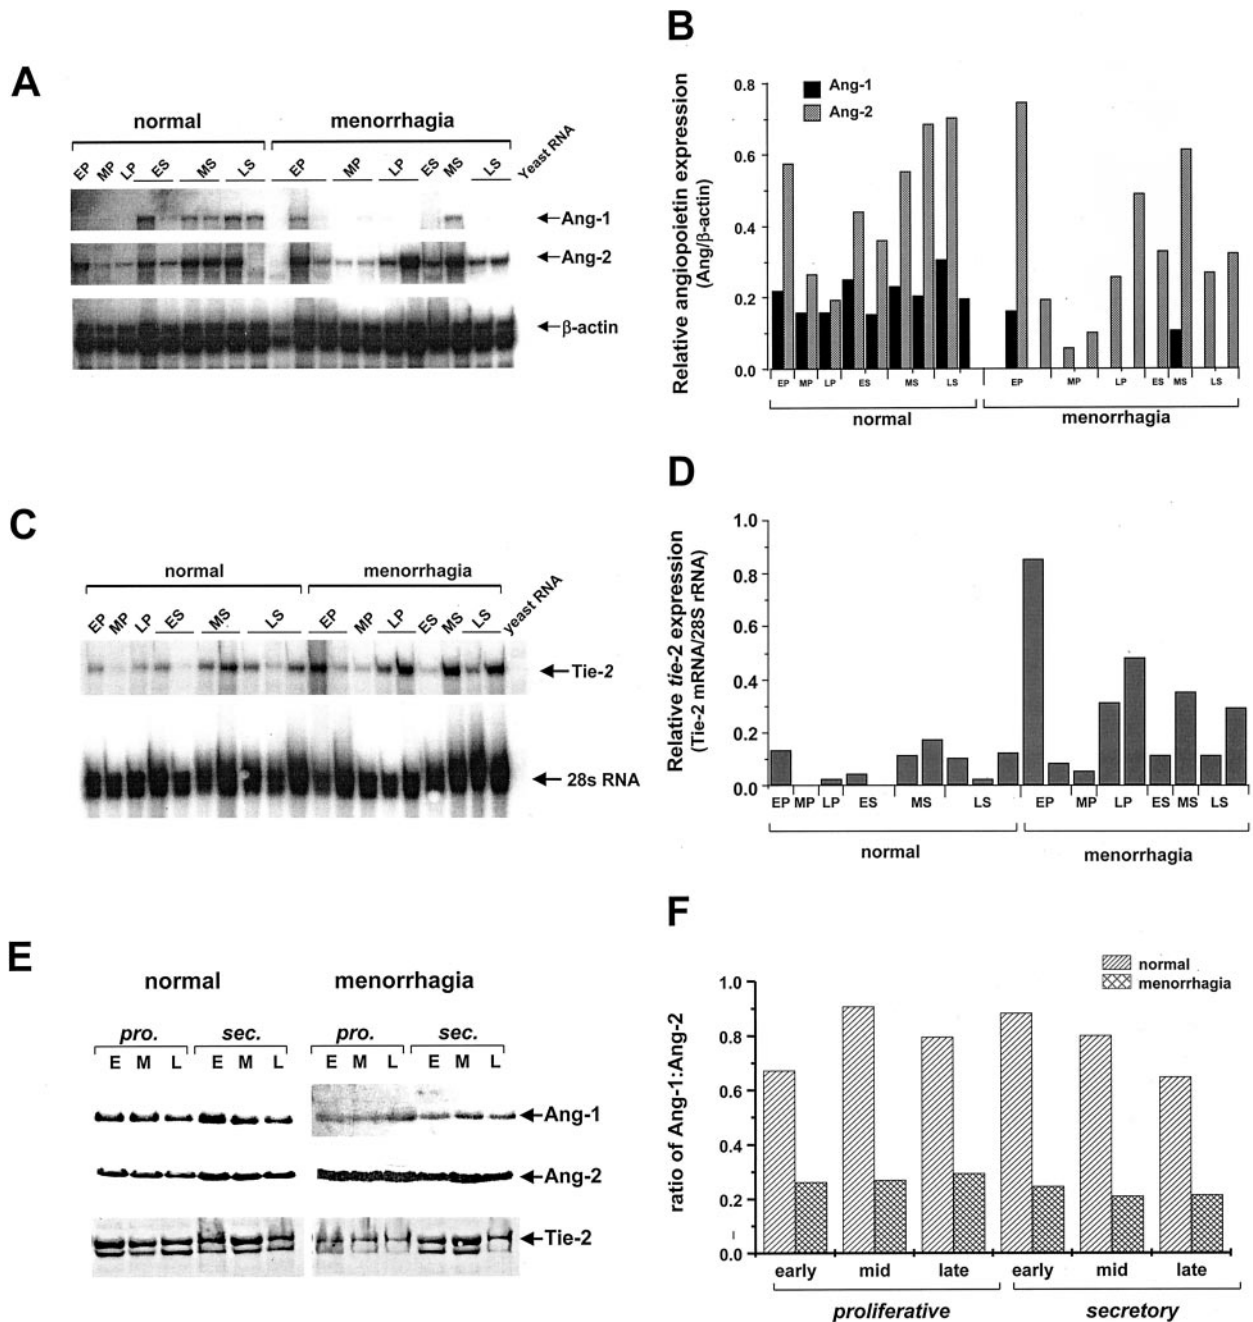 A
normal menorrhagia
EP MP LP ES MS LS EP MP LP ES MS LS Yeast RNA
Ang-1
Ang-2
β-actin
B
Relative angiopoietin expression
(Ang/β-actin)
0.8
0.6
0.4
0.2
0.0
Ang-1
Ang-2
EP MP LP ES MS LS EP MP LP ES MS LS
normal menorrhagia
C
normal menorrhagia
EP MP LP ES MS LS EP MP LP ES MS LS yeast RNA
Tie-2
28s RNA
D
Relative tie-2 expression
(Tie-2 mRNA/28S rRNA)
1.0
0.8
0.6
0.4
0.2
0.0
EP MP LP ES MS LS EP MP LP ES MS LS
normal menorrhagia
E
normal menorrhagia
pro. sec. pro. sec.
E M L E M L E M L E M L
Ang-1
Ang-2
Tie-2
F
ratio of Ang-1:Ang-2
1.0
0.8
0.6
0.4
0.2
0.0
normal
menorrhagia
early mid late early mid late
proliferative secretory